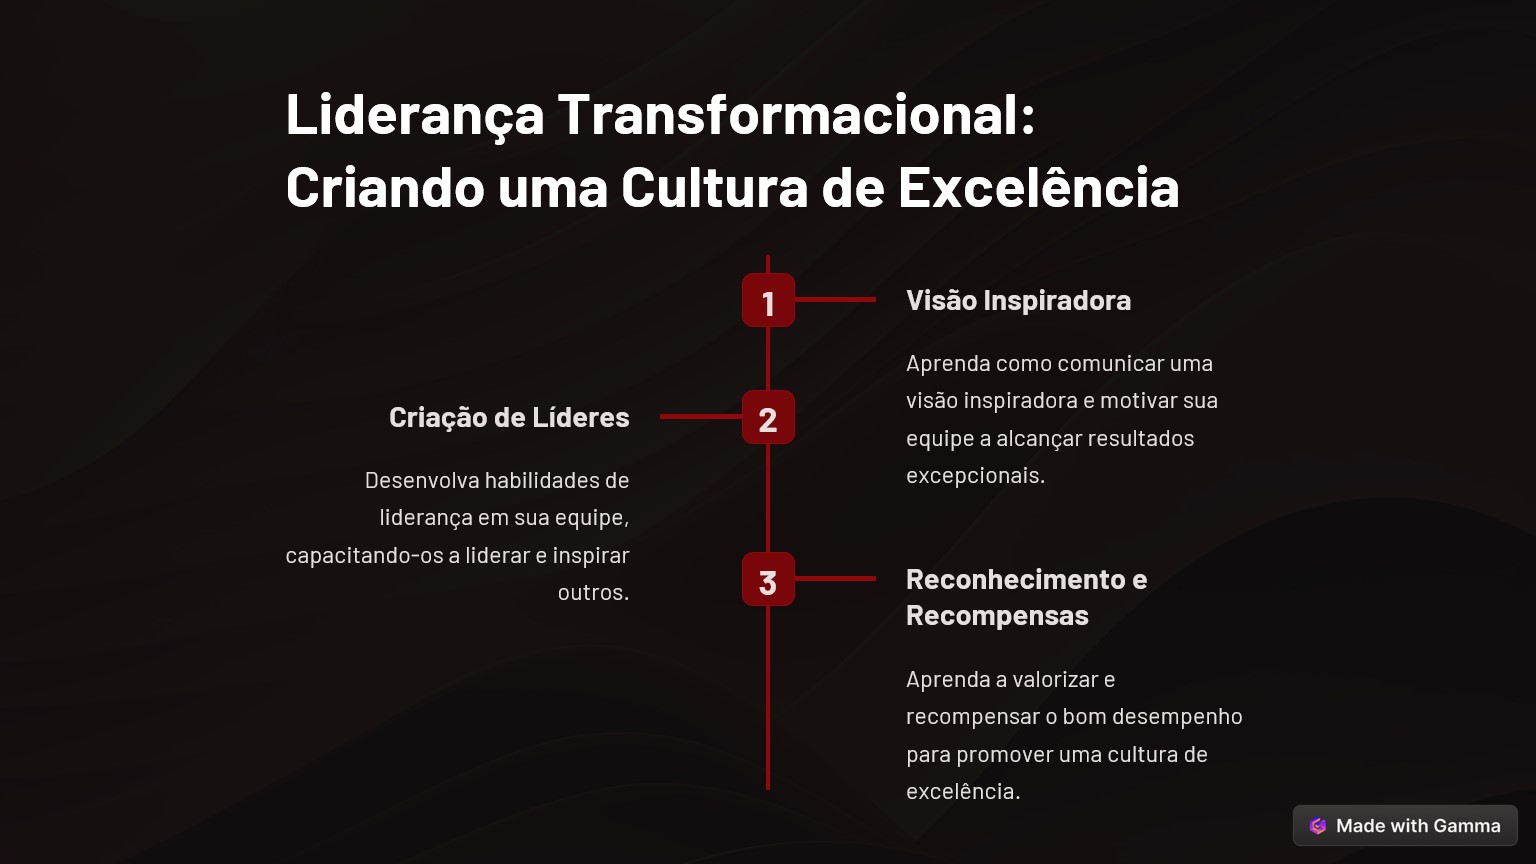 Liderança Transformacional:
Criando uma Cultura de Excelência
1
Visão Inspiradora
Aprenda como comunicar uma
visão inspiradora e motivar sua
equipe a alcançar resultados
excepcionais.
2
Criação de Líderes
Desenvolva habilidades de
liderança em sua equipe,
capacitando-os a liderar e inspirar
outros.
3
Reconhecimento e
Recompensas
Aprenda a valorizar e
recompensar o bom desempenho
para promover uma cultura de
excelência.
Made with Gamma